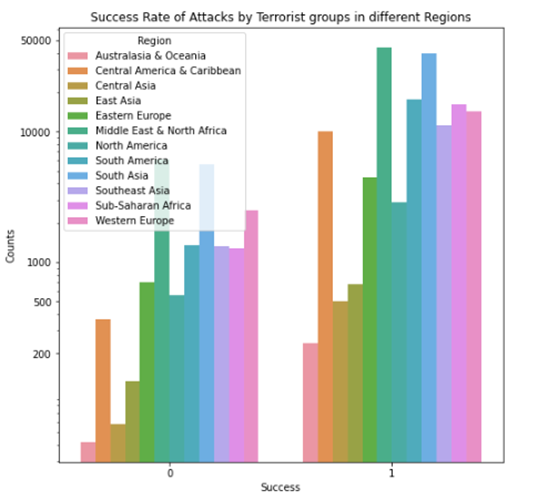 Success Rate of Attacks by Terrorist groups in different Regions
Region
Australasia & Oceania
Central America & Caribbean
Central Asia
East Asia
Eastern Europe
Middle East & North Africa
North America
South America
South Asia
Southeast Asia
Sub-Saharan Africa
Western Europe
50000
10000
1000
500
200
Counts
0
1
Success